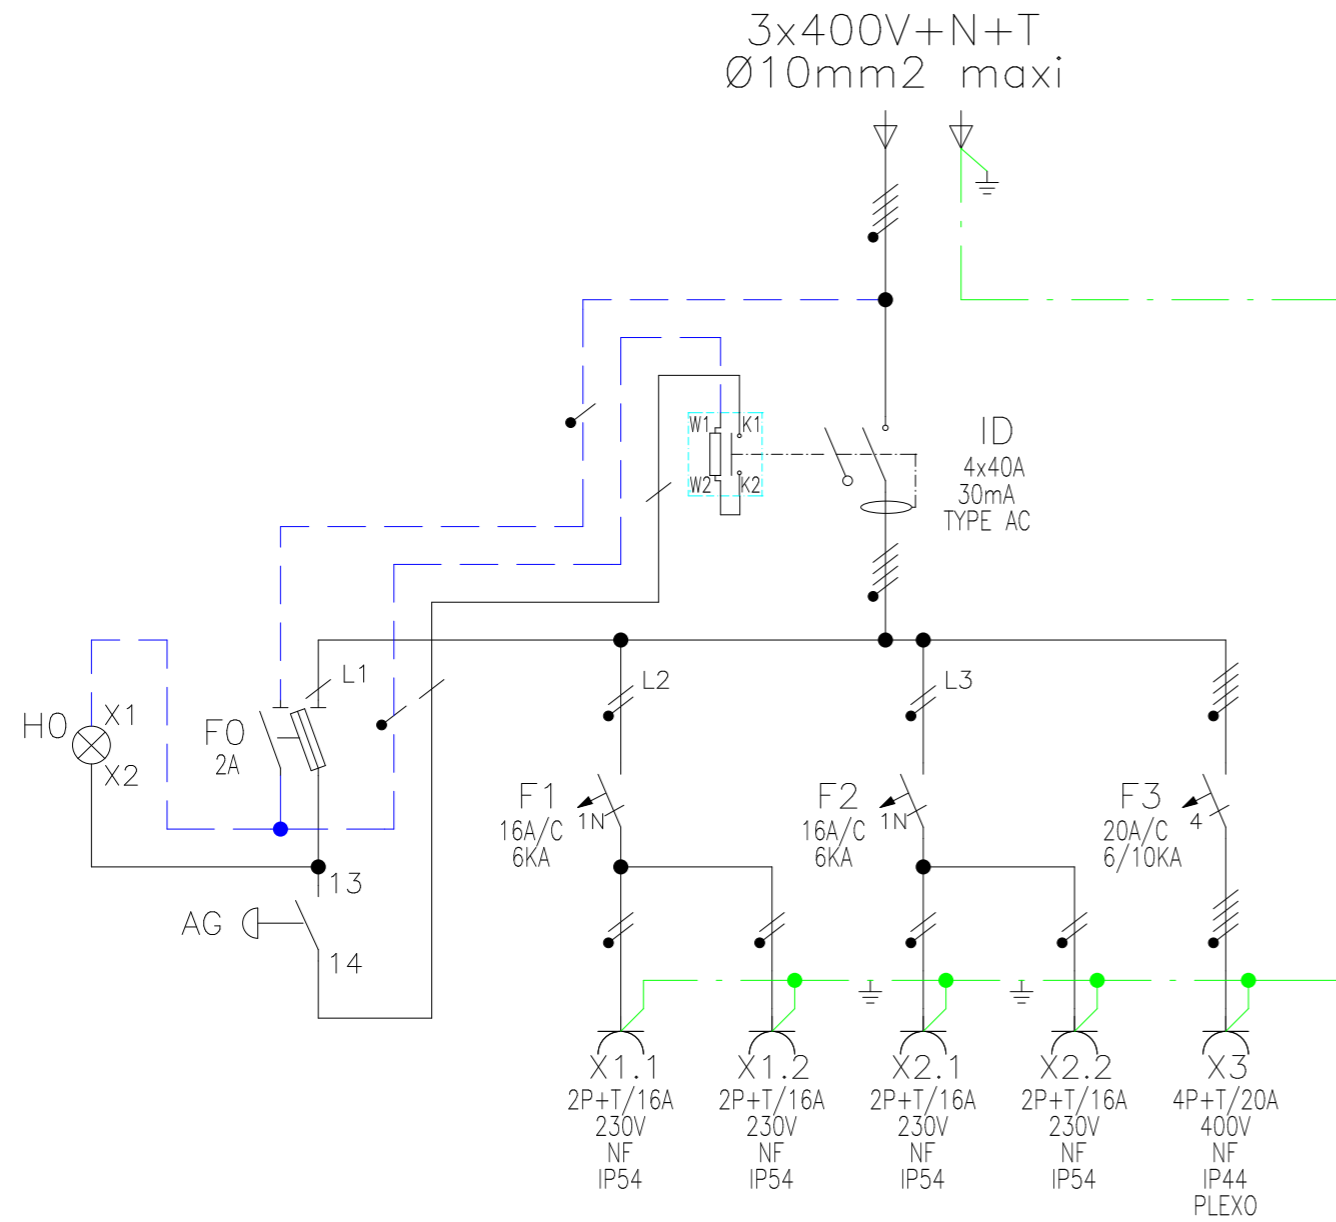 3x400V+N+T
Ø10mm2 maxi
W1 K1
W2 K2
ID
4x40A
30mA
TYPE AC
L1
L2
L3
H0
X1
X2
F0
2A
F1
16A/C
6KA
1N
F2
16A/C
6KA
1N
F3
20A/C
6/10KA
4
13
AG
14
X1.1
2P+T/16A
230V
NF
IP54
X1.2
2P+T/16A
230V
NF
IP54
X2.1
2P+T/16A
230V
NF
IP54
X2.2
2P+T/16A
230V
NF
IP54
X3
4P+T/20A
400V
NF
IP44
PLEXO